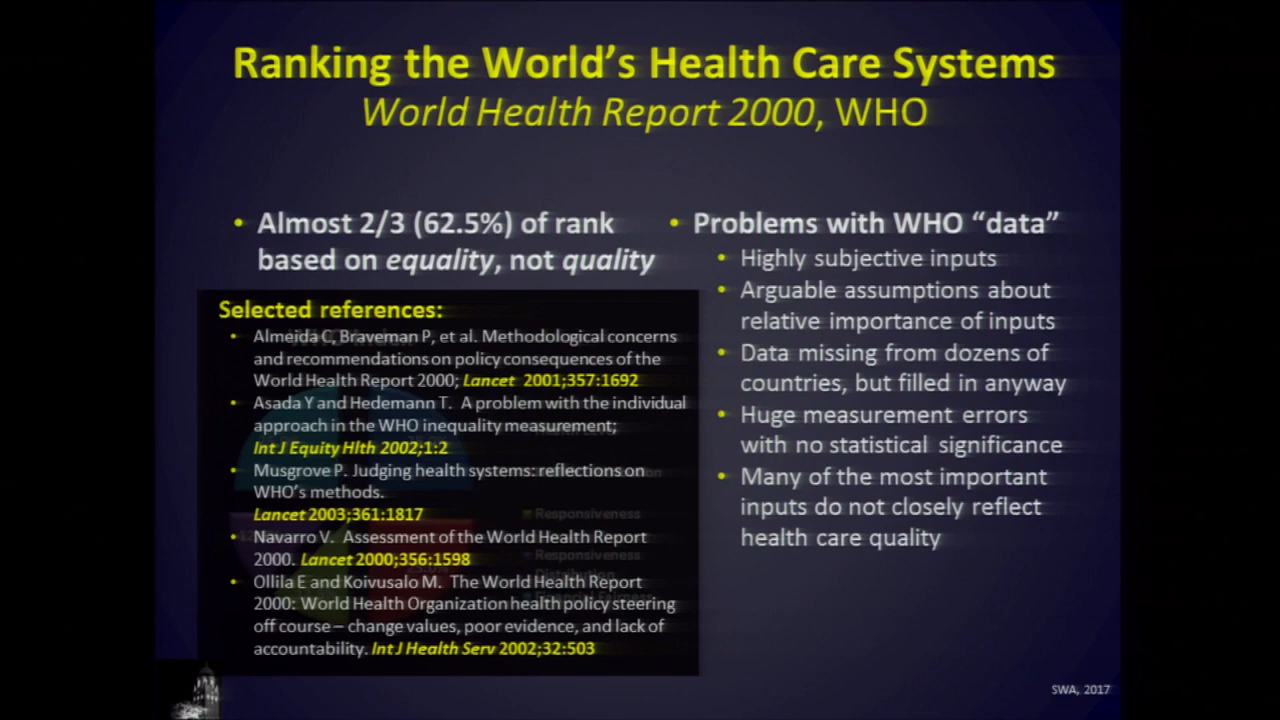 Ranking the World's Health Care Systems
World Health Report 2000, WHO
• Almost 2/3 (62.5%) of rank
based on equality, not quality
Selected references:
• Almeida C, Braveman P, et al. Methodological concerns
and recommendations on policy consequences of the
World Health Report 2000; Lancet 2001;357:1692
• Asada Y and Hedemann T. A problem with the individual
approach in the WHO inequality measurement;
Int J Equity Hlth 2002;1:2
• Musgrove P. Judging health systems: reflections on
WHO's methods.
Lancet 2003;361:1817
• Navarro V. Assessment of the World Health Report
2000. Lancet 2000;356:1598
• Ollila E and Koivusalo M. The World Health Report
2000: World Health Organization health policy steering
off course – change values, poor evidence, and lack of
accountability. Int J Health Serv 2002;32:503
Responsiveness
Responsiveness
Distribution
• Problems with WHO “data”
• Highly subjective inputs
• Arguable assumptions about
relative importance of inputs
• Data missing from dozens of
countries, but filled in anyway
• Huge measurement errors
with no statistical significance
• Many of the most important
inputs do not closely reflect
health care quality
SWA, 2017